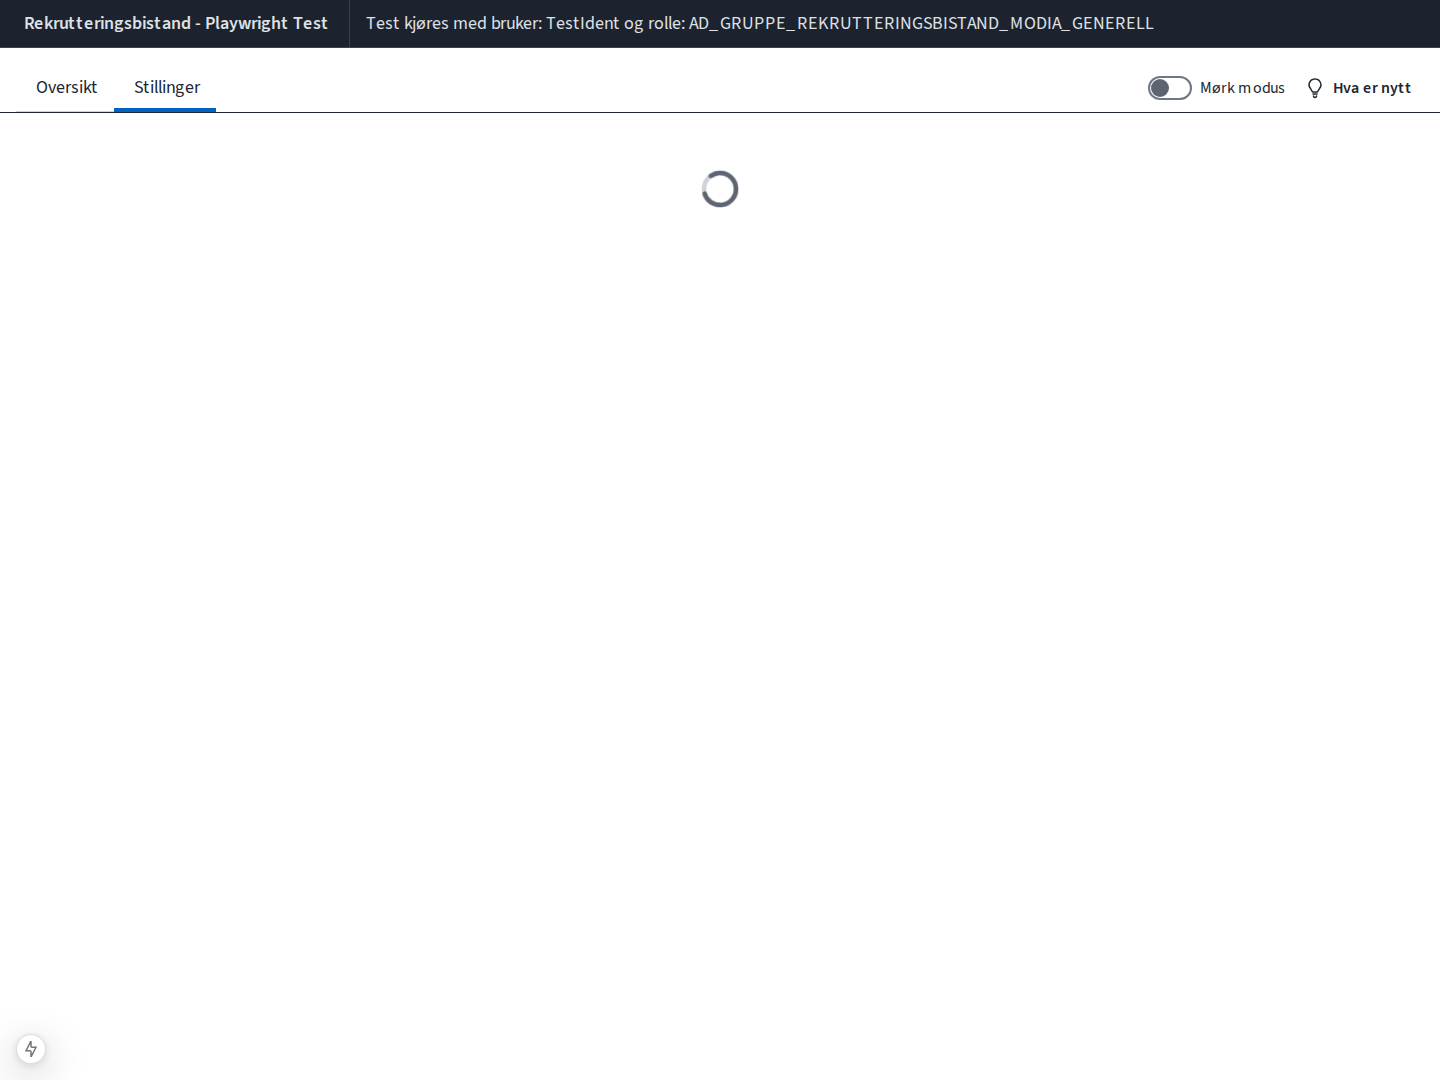 Rekrutteringsbistand - Playwright Test
Test kjøres med bruker: TestIdent og rolle: AD_GRUPPE_REKRUTTERINGSBISTAND_MODIA_GENERELL
Oversikt
Stillinger
Mørk modus
Hva er nytt